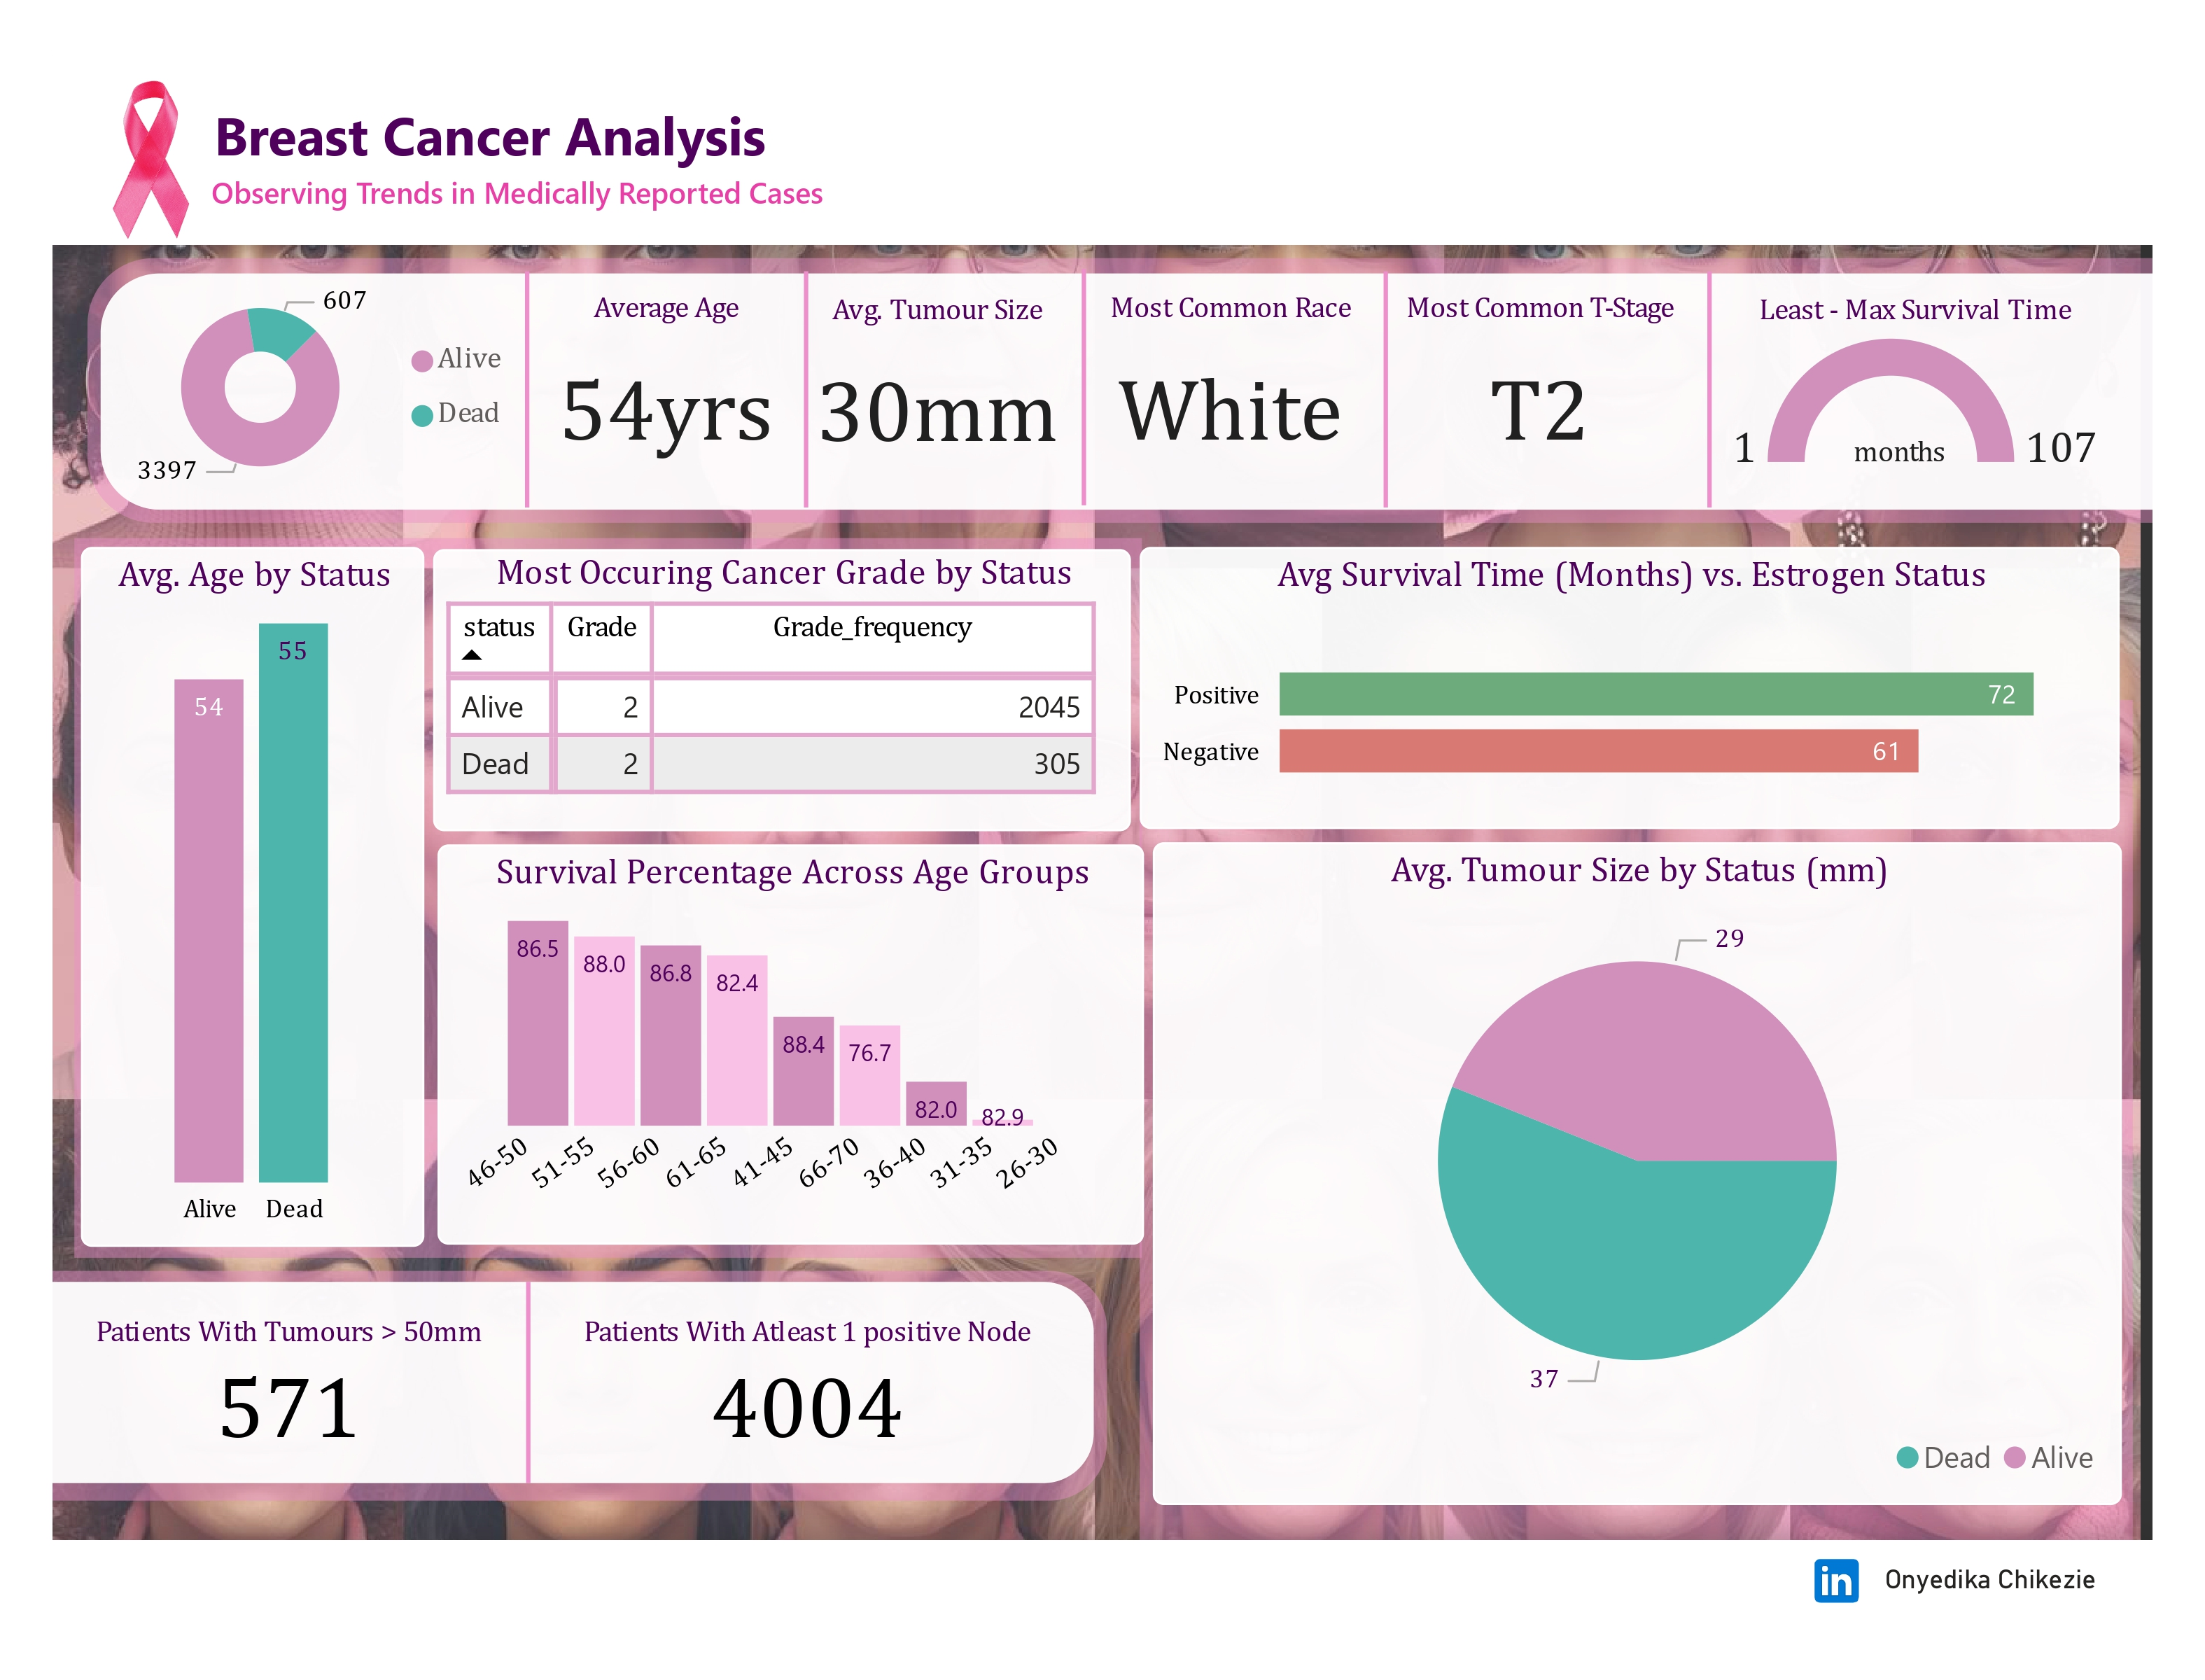 Breast Cancer Analysis
Observing Trends in Medically Reported Cases
607
3397
Alive
Dead
Average Age
54yrs
Avg. Tumour Size
30mm
Most Common Race
White
Most Common T-Stage
T2
Least - Max Survival Time
1 months 107
Avg. Age by Status
54
55
Alive Dead
Most Occuring Cancer Grade by Status
status Grade Grade_frequency
Alive 2 2045
Dead 2 305
Avg Survival Time (Months) vs. Estrogen Status
Positive 72
Negative 61
Survival Percentage Across Age Groups
86.5 88.0 86.8 82.4 88.4 76.7 82.0 82.9
46-50 51-55 56-60 61-65 41-45 66-70 36-40 31-35 26-30
Avg. Tumour Size by Status (mm)
29
37
Dead Alive
Patients With Tumours > 50mm
571
Patients With Atleast 1 positive Node
4004
in Onyedika Chikezie